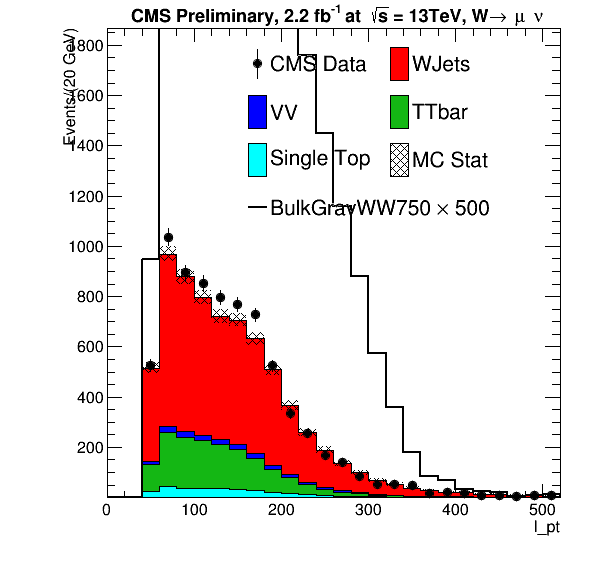 CMS Preliminary, 2.2 fb⁻¹ at √s = 13TeV, W→ μ ν
Events/(20 GeV)
CMS Data
WJets
VV
TTbar
Single Top
MC Stat
BulkGravWW750 × 500
1800
1600
1400
1200
1000
800
600
400
200
0 100 200 300 400 500
l_pt